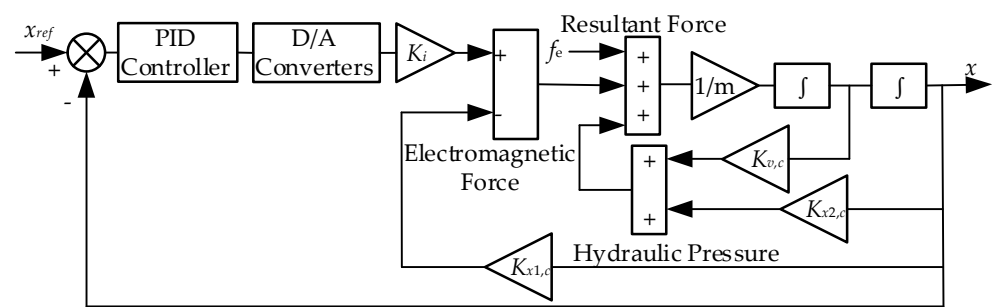 x_ref
+
-
PID
Controller
D/A
Converters
K_i
+
-
Electromagnetic
Force
Resultant Force
f_e
+
+
+
1/m
∫
∫
x
+
+
K_v,c
K_x2,c
Hydraulic Pressure
K_x1,c